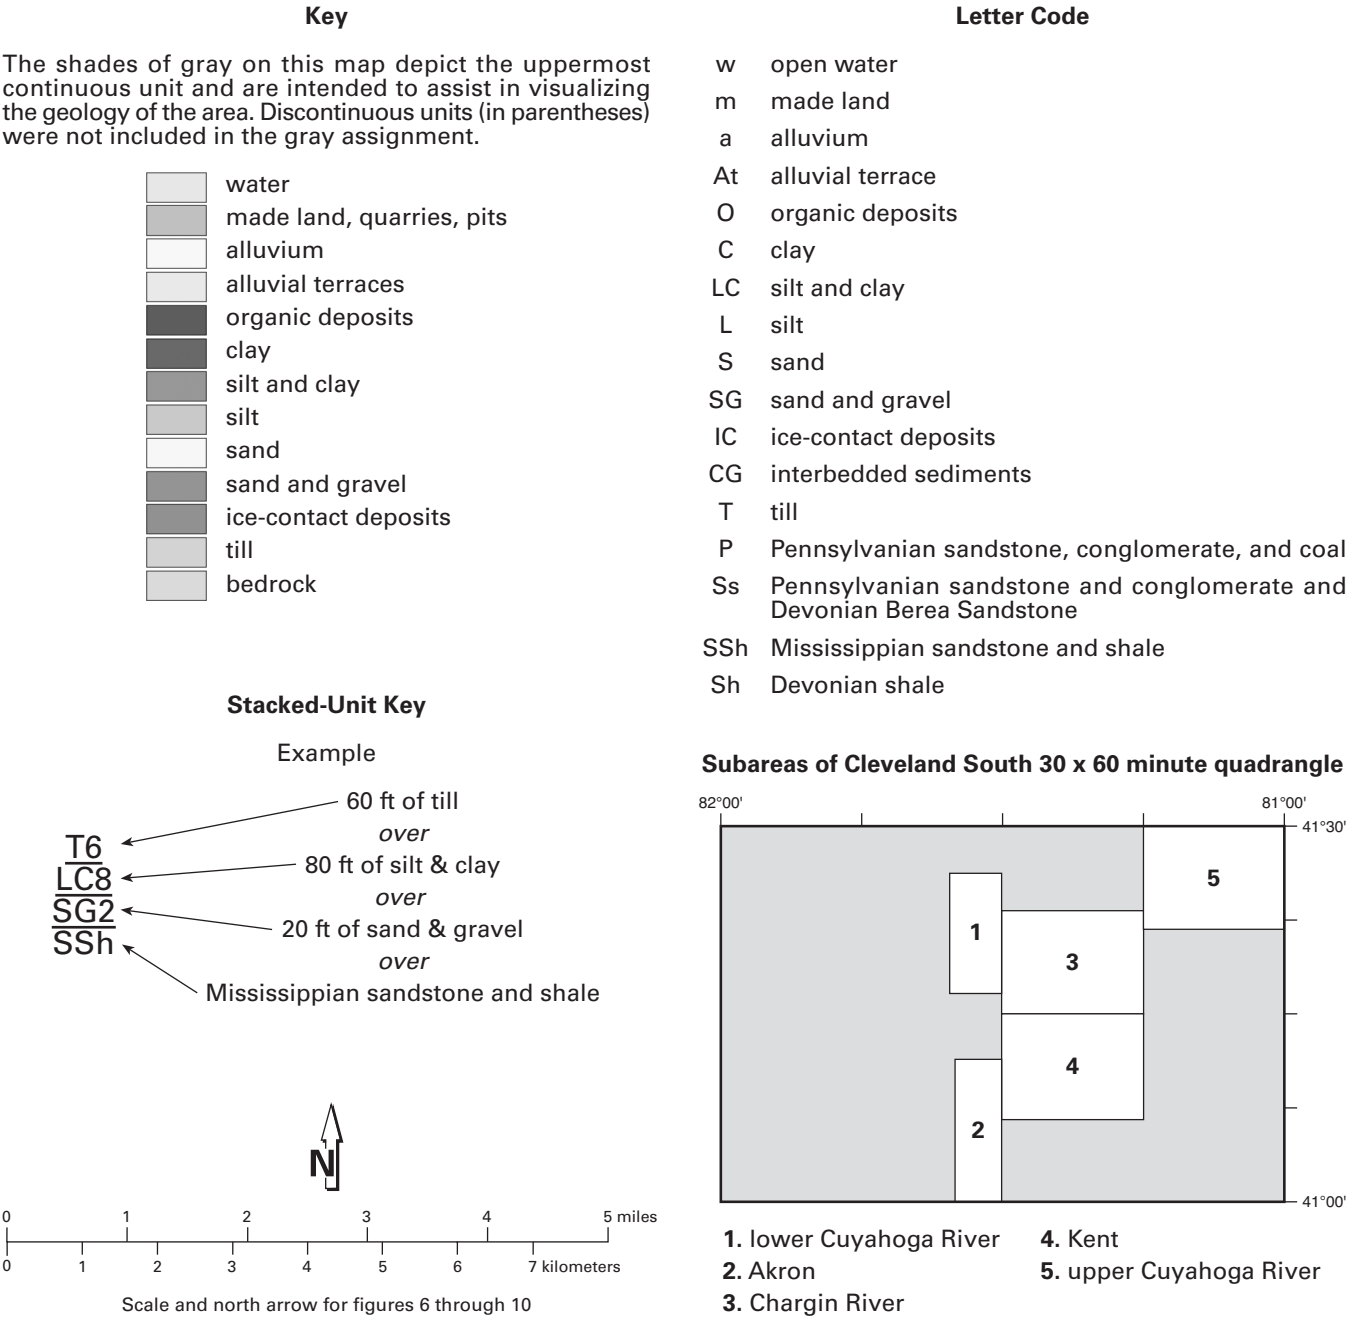 Key
The shades of gray on this map depict the uppermost
continuous unit and are intended to assist in visualizing
the geology of the area. Discontinuous units (in parentheses)
were not included in the gray assignment.
water
made land, quarries, pits
alluvium
alluvial terraces
organic deposits
clay
silt and clay
silt
sand
sand and gravel
ice-contact deposits
till
bedrock
Stacked-Unit Key
Example
T6
LC8
SG2
SSh
60 ft of till
over
80 ft of silt & clay
over
20 ft of sand & gravel
over
Mississippian sandstone and shale
N
0 1 2 3 4 5 miles
0 1 2 3 4 5 6 7 kilometers
Scale and north arrow for figures 6 through 10
Letter Code
w open water
m made land
a alluvium
At alluvial terrace
O organic deposits
C clay
LC silt and clay
L silt
S sand
SG sand and gravel
IC ice-contact deposits
CG interbedded sediments
T till
P Pennsylvanian sandstone, conglomerate, and coal
Ss Pennsylvanian sandstone and conglomerate and
Devonian Berea Sandstone
SSh Mississippian sandstone and shale
Sh Devonian shale
Subareas of Cleveland South 30 x 60 minute quadrangle
82°00' 81°00'
41°30'
5
1
3
4
2
41°00'
1. lower Cuyahoga River
2. Akron
3. Chargin River
4. Kent
5. upper Cuyahoga River